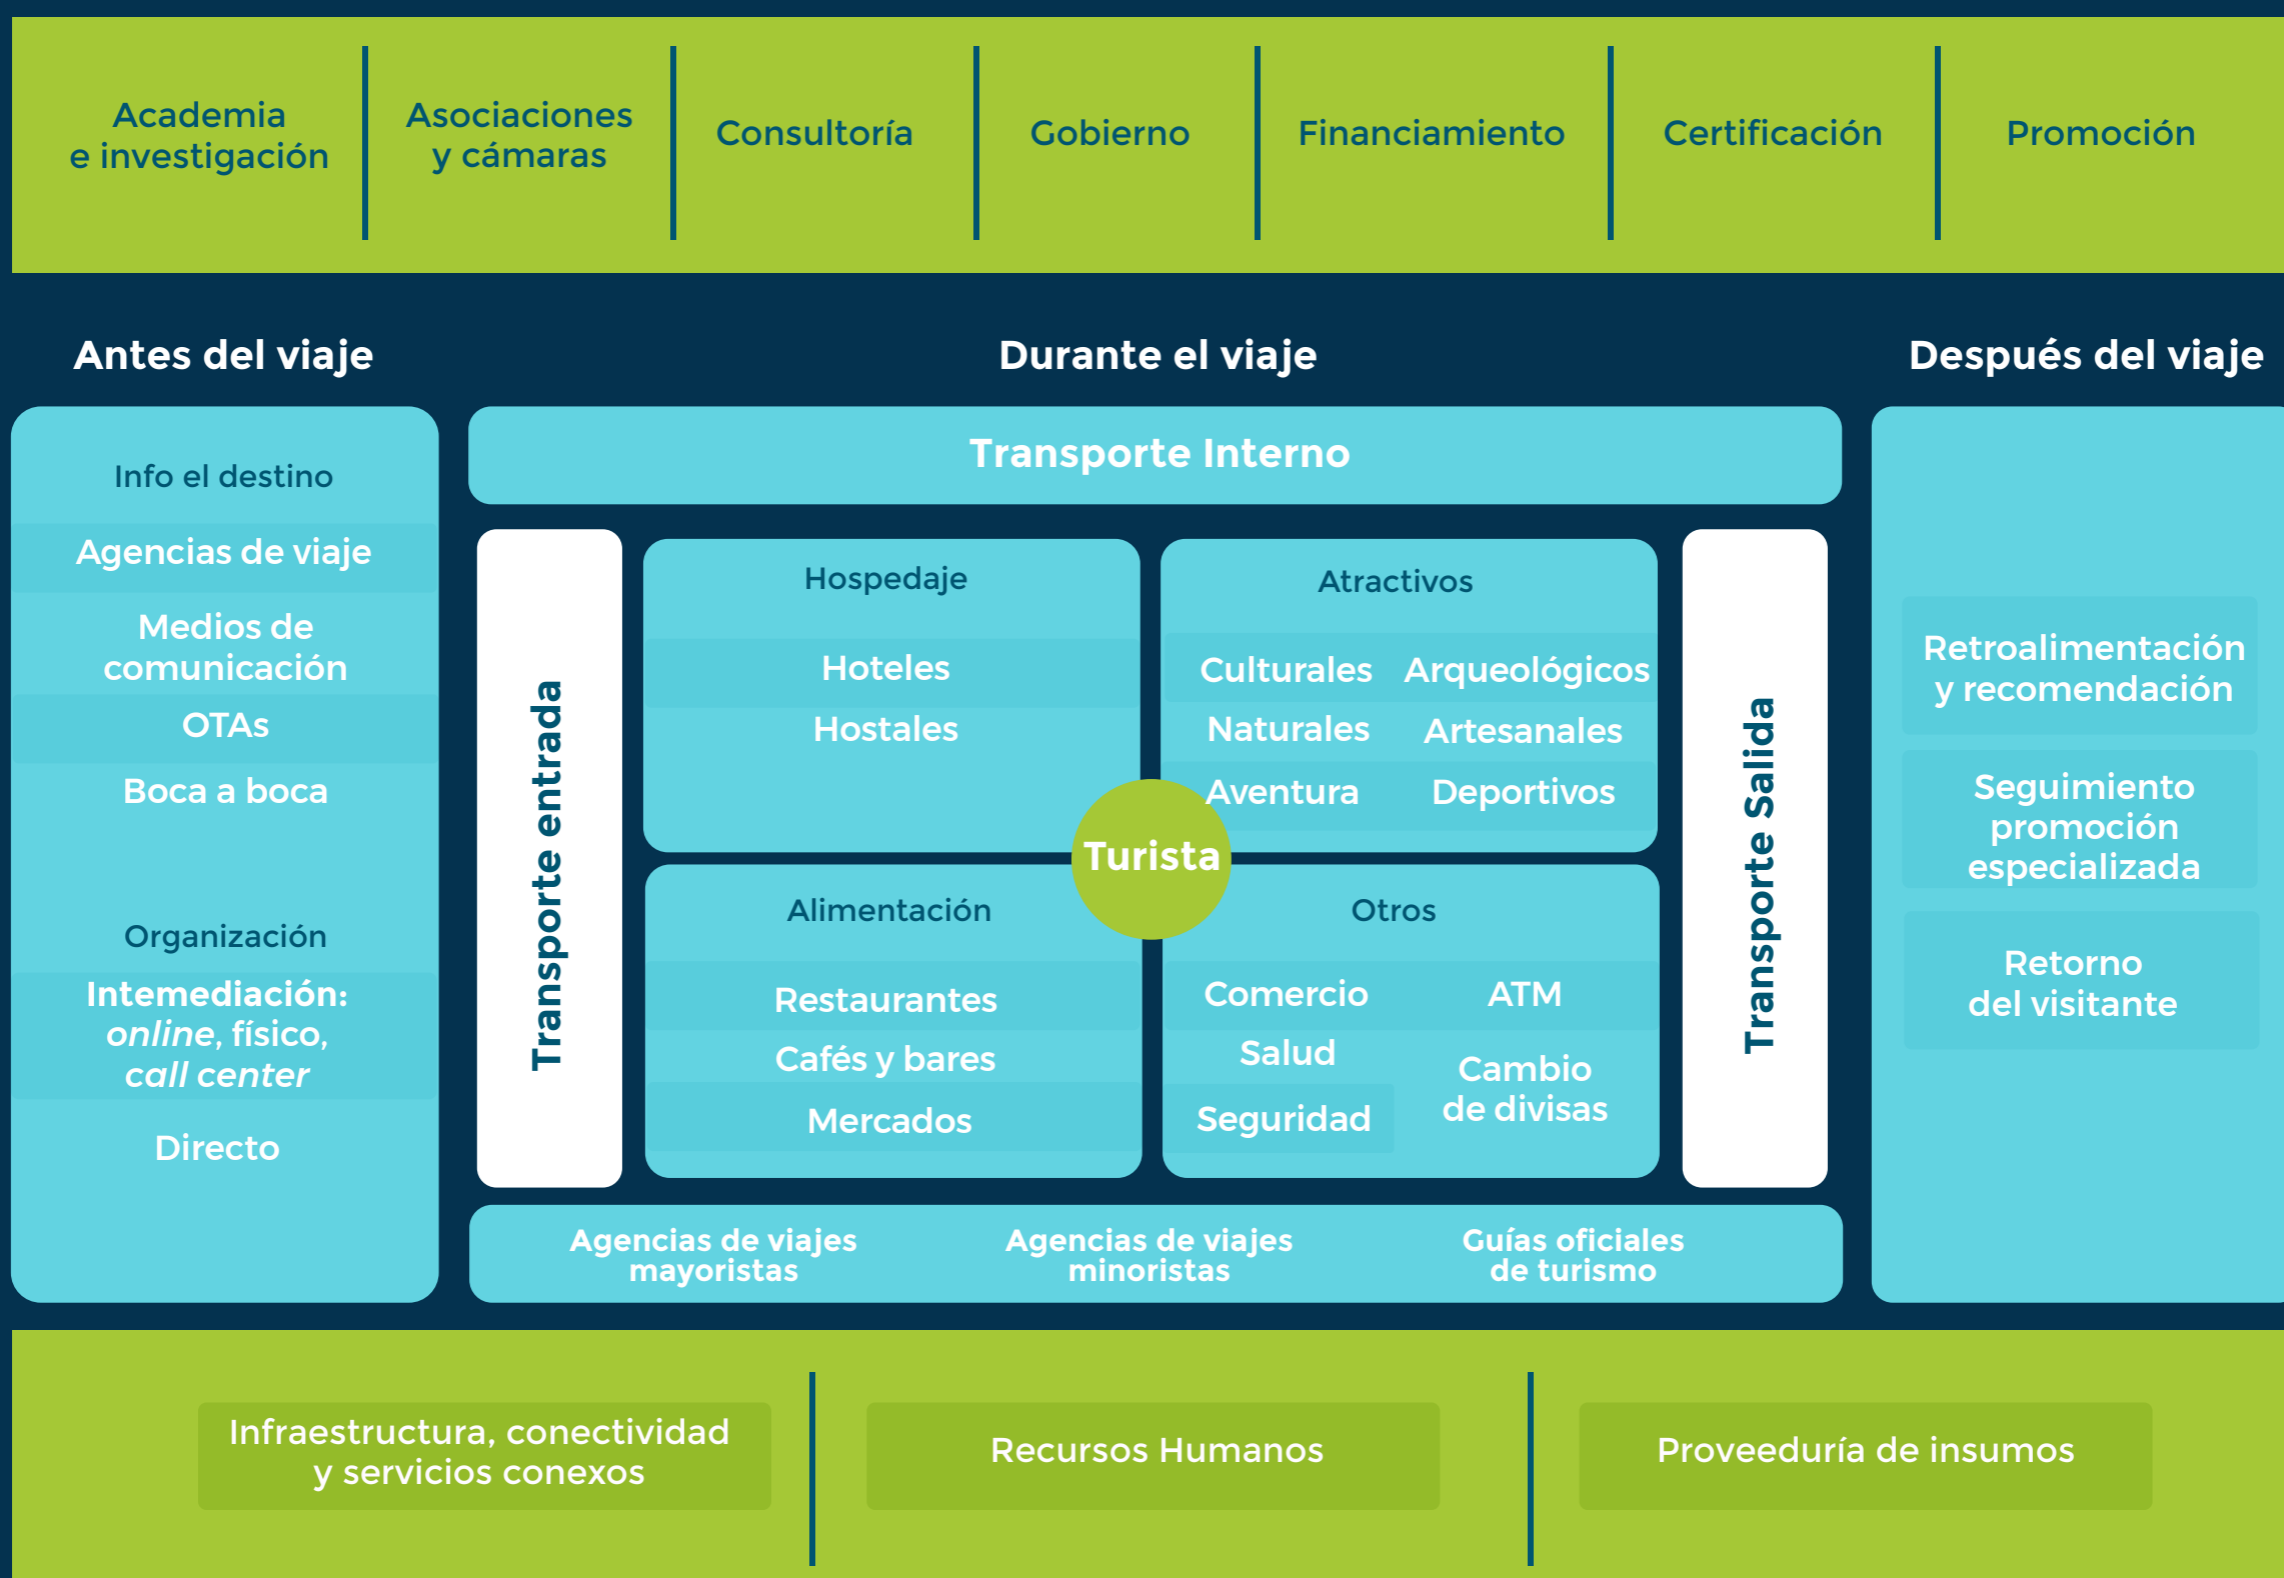 Academia
e investigación
Asociaciones
y cámaras
Consultoría
Gobierno
Financiamiento
Certificación
Promoción
Antes del viaje
Info el destino
Agencias de viaje
Medios de
comunicación
OTAs
Boca a boca
Organización
Intemediación:
online, físico,
call center
Directo
Durante el viaje
Transporte Interno
Transporte entrada
Hospedaje
Hoteles
Hostales
Atractivos
Culturales Arqueológicos
Naturales Artesanales
Aventura Deportivos
Turista
Alimentación
Restaurantes
Cafés y bares
Mercados
Otros
Comercio
Salud
Seguridad
ATM
Cambio
de divisas
Transporte Salida
Agencias de viajes
mayoristas
Agencias de viajes
minoristas
Guías oficiales
de turismo
Después del viaje
Retroalimentación
y recomendación
Seguimiento
promoción
especializada
Retorno
del visitante
Infraestructura, conectividad
y servicios conexos
Recursos Humanos
Proveeduría de insumos